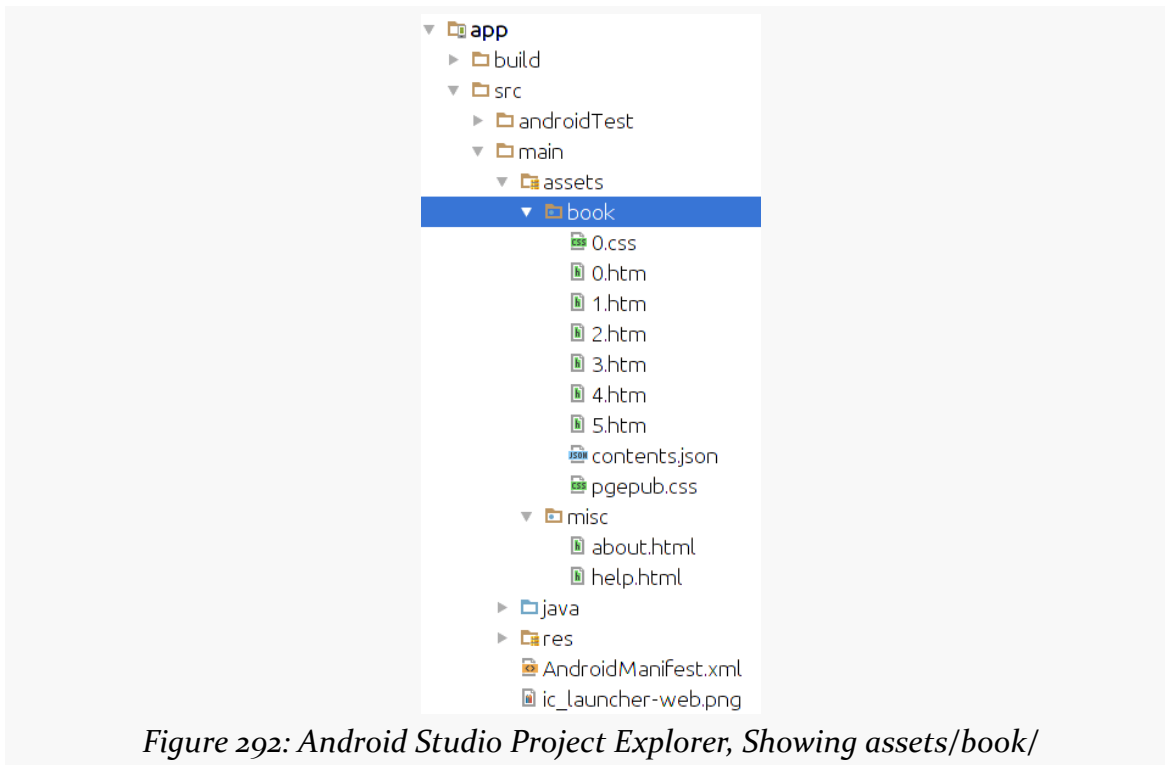 app
build
src
androidTest
main
assets
book
0.css
0.htm
1.htm
2.htm
3.htm
4.htm
5.htm
contents.json
pgepub.css
misc
about.html
help.html
java
res
AndroidManifest.xml
ic_launcher-web.png
Figure 292: Android Studio Project Explorer, Showing assets/book/